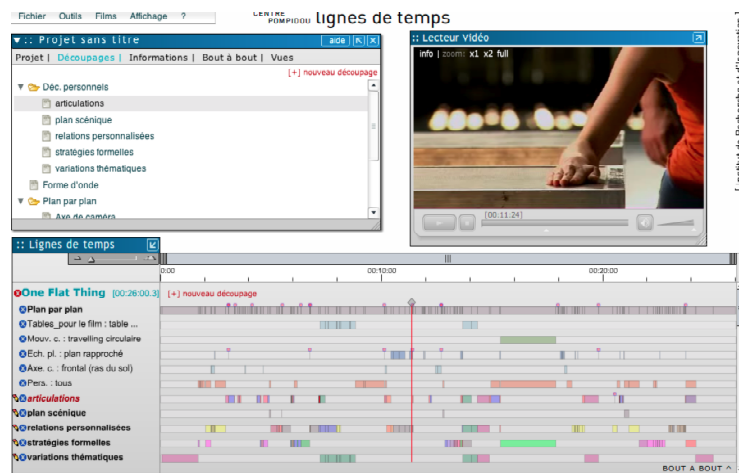 Fichier Outils Films Affichage ?
CENTRE POMPIDOU lignes de temps
:: Projet sans titre aide
Projet | Découpages | Informations | Bout à bout | Vues
[+] nouveau découpage
Déc. personnels
articulations
plan scénique
relations personnalisées
stratégies formelles
variations thématiques
Forme d'onde
Plan par plan
Axe de caméra
:: Lecteur Vidéo
info | zoom: x1 x2 full
[00:11.24]
:: Lignes de temps
0:00 00:10:00 00:20:00
One Flat Thing [00:26:00.3] [+] nouveau découpage
Plan par plan
Tables_pour le film : table ...
Mouv. c. : travelling circulaire
Ech. pl. : plan rapproché
Axe. c. : frontal (ras du sol)
Pers. : tous
articulations
plan scénique
relations personnalisées
stratégies formelles
variations thématiques
BOUT A BOUT